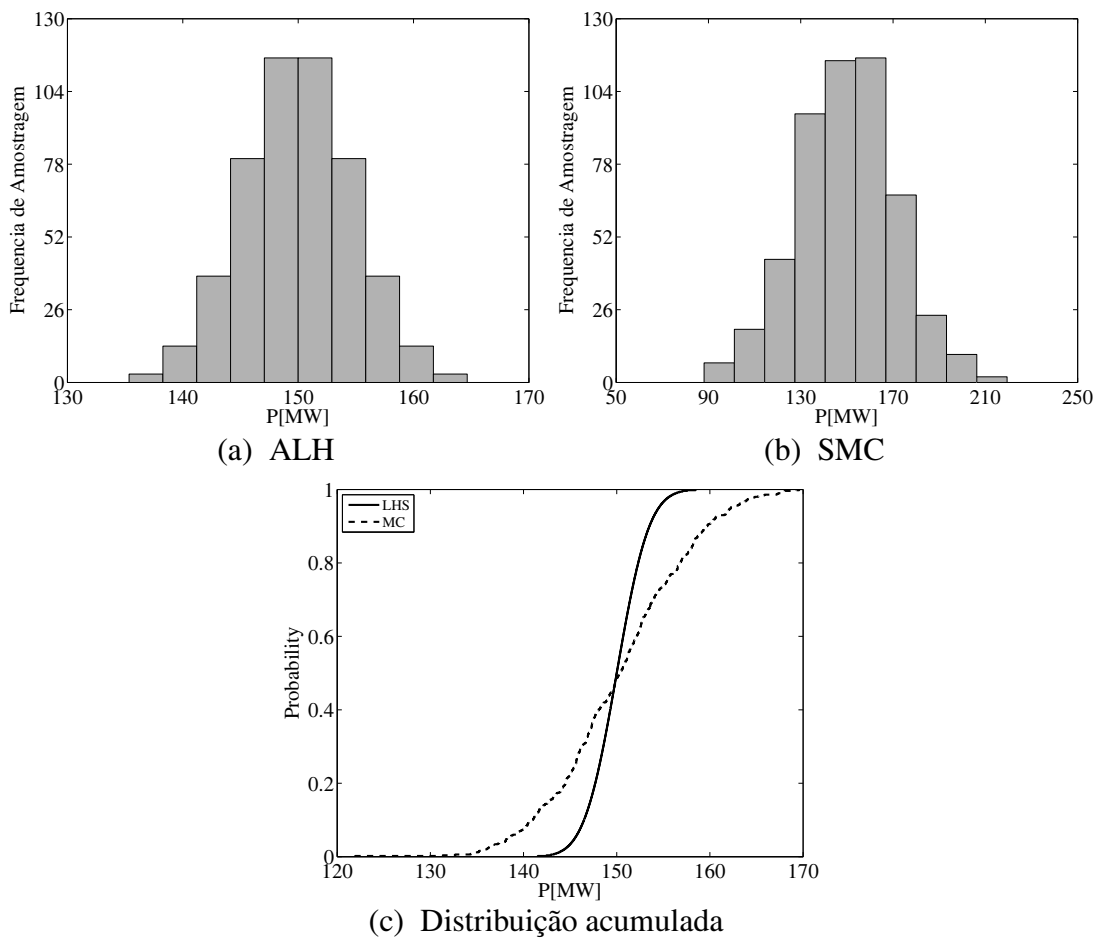 130
104
78
52
26
0
Frequencia de Amostragem
130 140 150 160 170
P[MW]
(a) ALH
130
104
78
52
26
0
Frequencia de Amostragem
50 90 130 170 210 250
P[MW]
(b) SMC
1
0.8
0.6
0.4
0.2
0
Probability
LHS
MC
120 130 140 150 160 170
P[MW]
(c) Distribuição acumulada